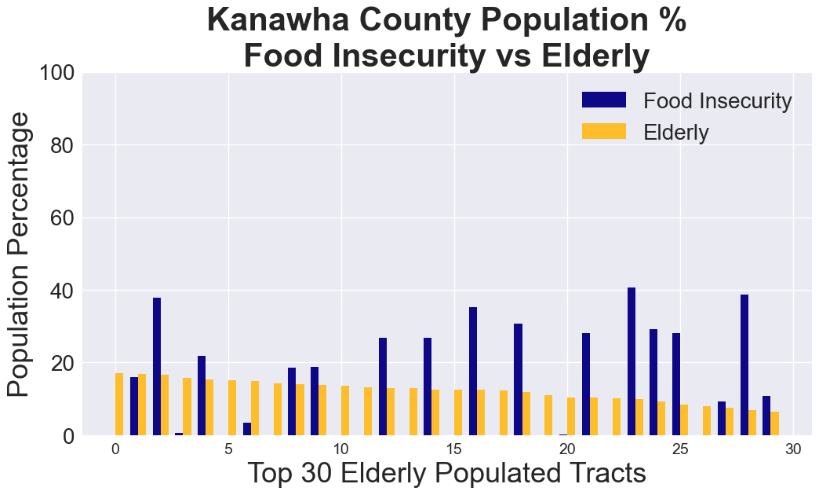 Kanawha County Population %
Food Insecurity vs Elderly
Population Percentage
100
80
60
40
20
0
Food Insecurity
Elderly
0 5 10 15 20 25 30
Top 30 Elderly Populated Tracts